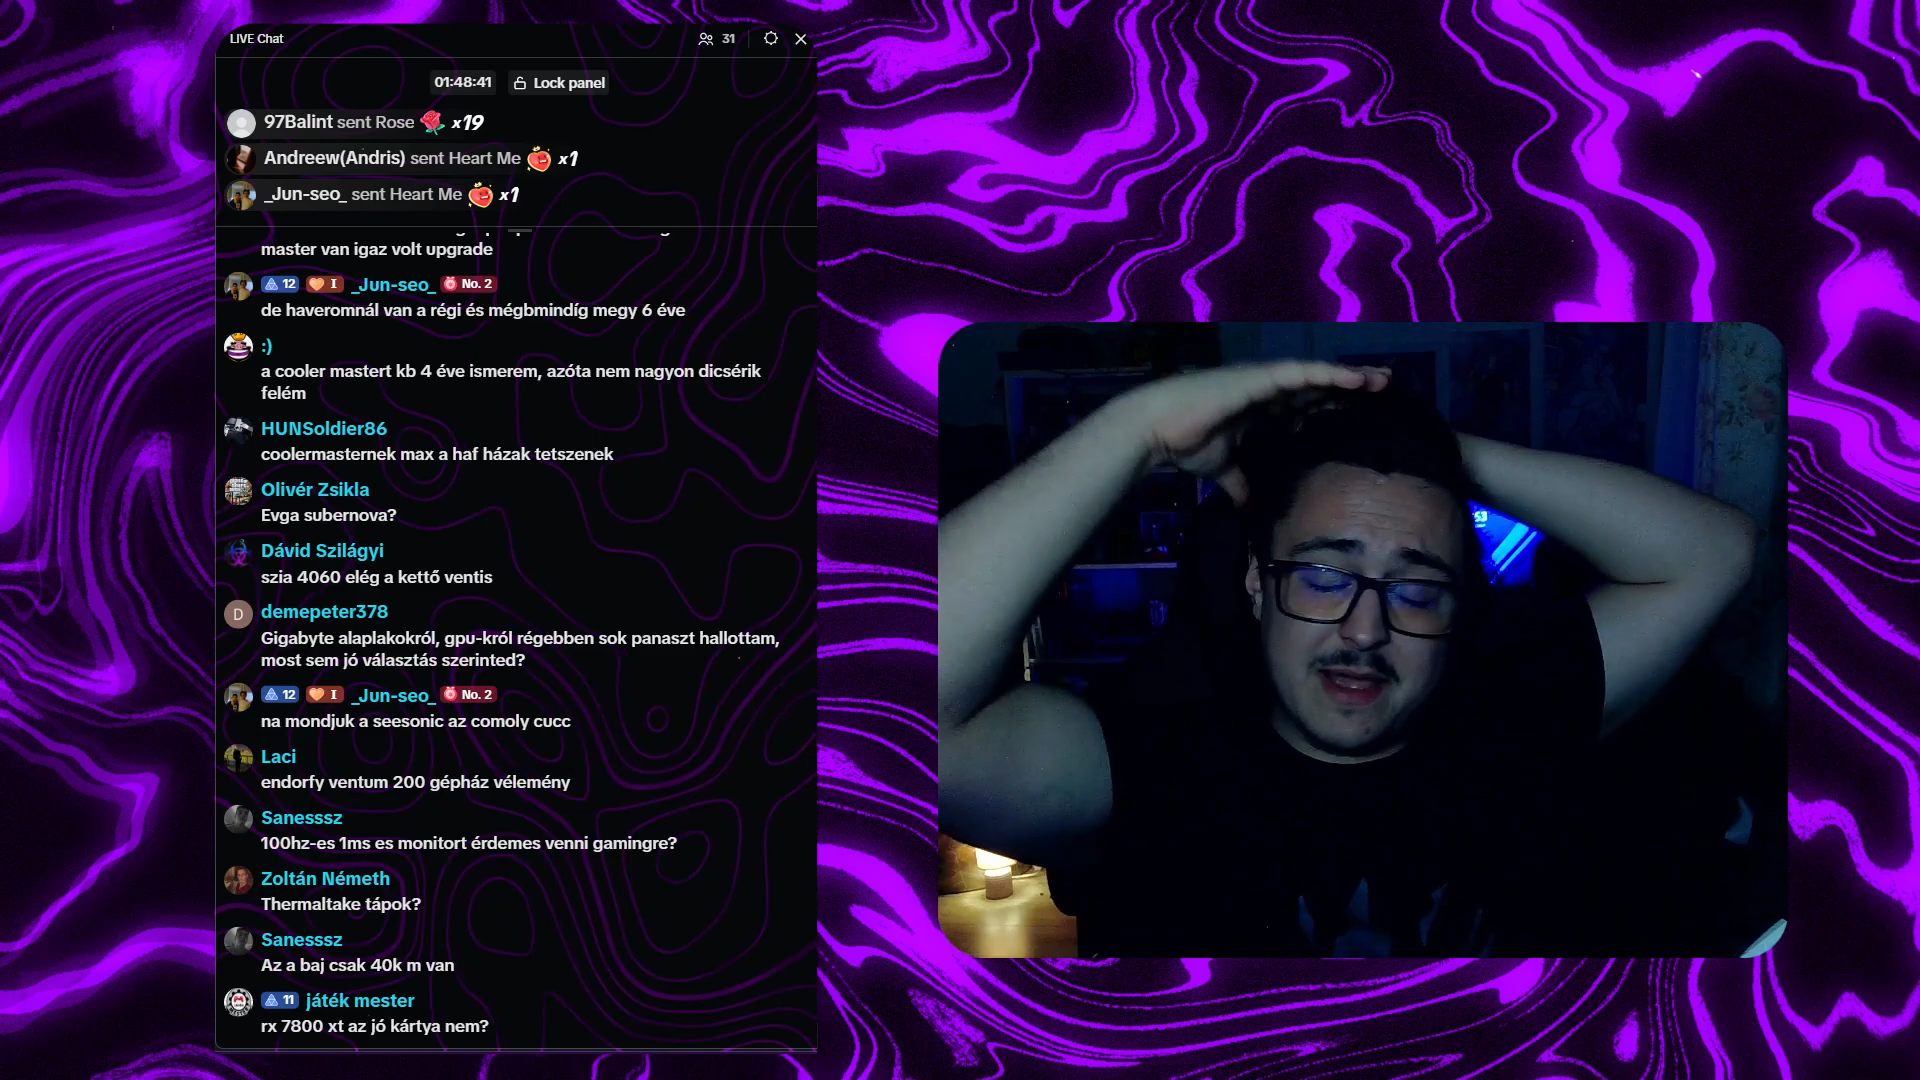 LIVE Chat
31
01:48:41
Lock panel
97Balint sent Rose x19
Andreew(Andris) sent Heart Me x1
_Jun-seo_ sent Heart Me x1
master van igaz volt upgrade
12 I _Jun-seo_ No. 2
de haveromnál van a régi és mégbmindíg megy 6 éve
:)
a cooler mastert kb 4 éve ismerem, azóta nem nagyon dicsérik
felém
HUNSoldier86
coolermasternek max a haf házak tetszenek
Olivér Zsikla
Evga subernova?
Dávid Szilágyi
szia 4060 elég a kettő ventis
D demepeter378
Gigabyte alaplakokról, gpu-król régebben sok panaszt hallottam,
most sem jó választás szerinted?
12 I _Jun-seo_ No. 2
na mondjuk a seesonic az comoly cucc
Laci
endorfy ventum 200 gépház vélemény
Sanesssz
100hz-es 1ms es monitort érdemes venni gamingre?
Zoltán Németh
Thermaltake tápok?
Sanesssz
Az a baj csak 40k m van
11 játék mester
rx 7800 xt az jó kártya nem?